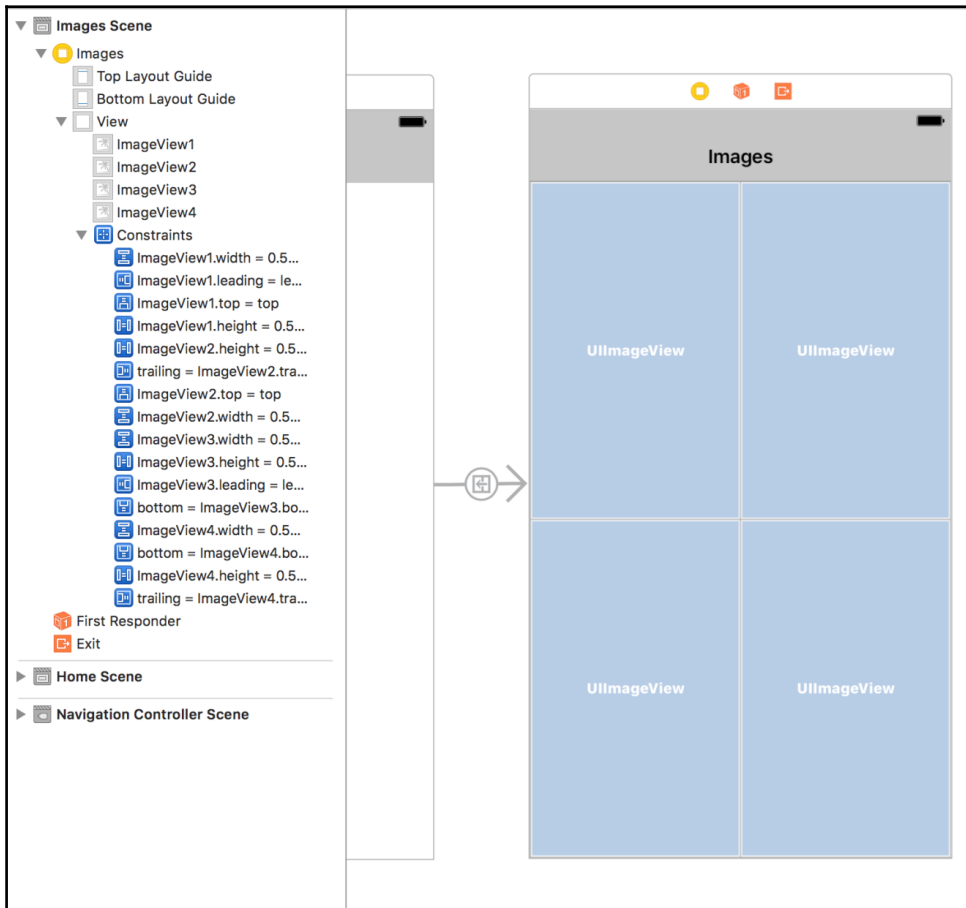 Images Scene
Images
Top Layout Guide
Bottom Layout Guide
View
ImageView1
ImageView2
ImageView3
ImageView4
Constraints
ImageView1.width = 0.5...
ImageView1.leading = le...
ImageView1.top = top
ImageView1.height = 0.5...
ImageView2.height = 0.5...
trailing = ImageView2.tra...
ImageView2.top = top
ImageView2.width = 0.5...
ImageView3.width = 0.5...
ImageView3.height = 0.5...
ImageView3.leading = le...
bottom = ImageView3.bo...
ImageView4.width = 0.5...
bottom = ImageView4.bo...
ImageView4.height = 0.5...
trailing = ImageView4.tra...
First Responder
Exit
Home Scene
Navigation Controller Scene
Images
UIImageView UIImageView
UIImageView UIImageView